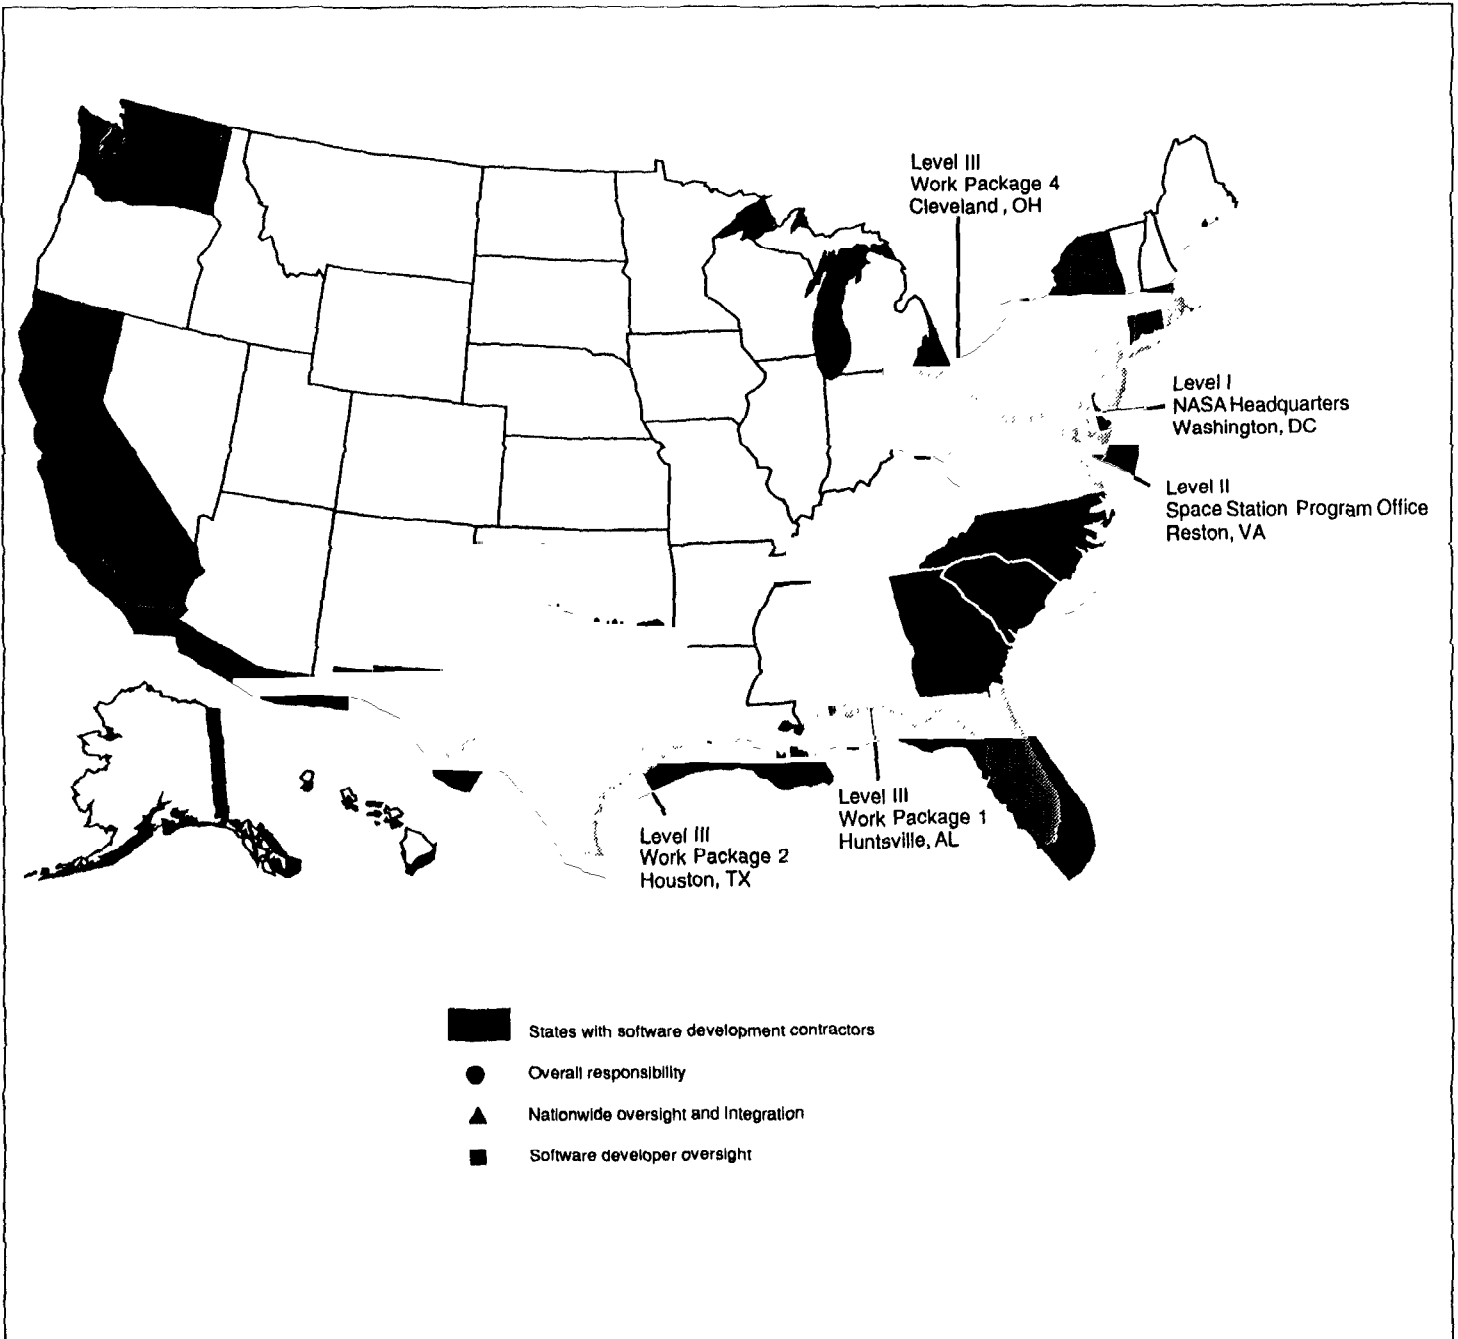 Level III
Work Package 4
Cleveland, OH
Level I
NASA Headquarters
Washington, DC
Level II
Space Station Program Office
Reston, VA
Level III
Work Package 1
Huntsville, AL
Level III
Work Package 2
Houston, TX
States with software development contractors
Overall responsibility
Nationwide oversight and Integration
Software developer oversight